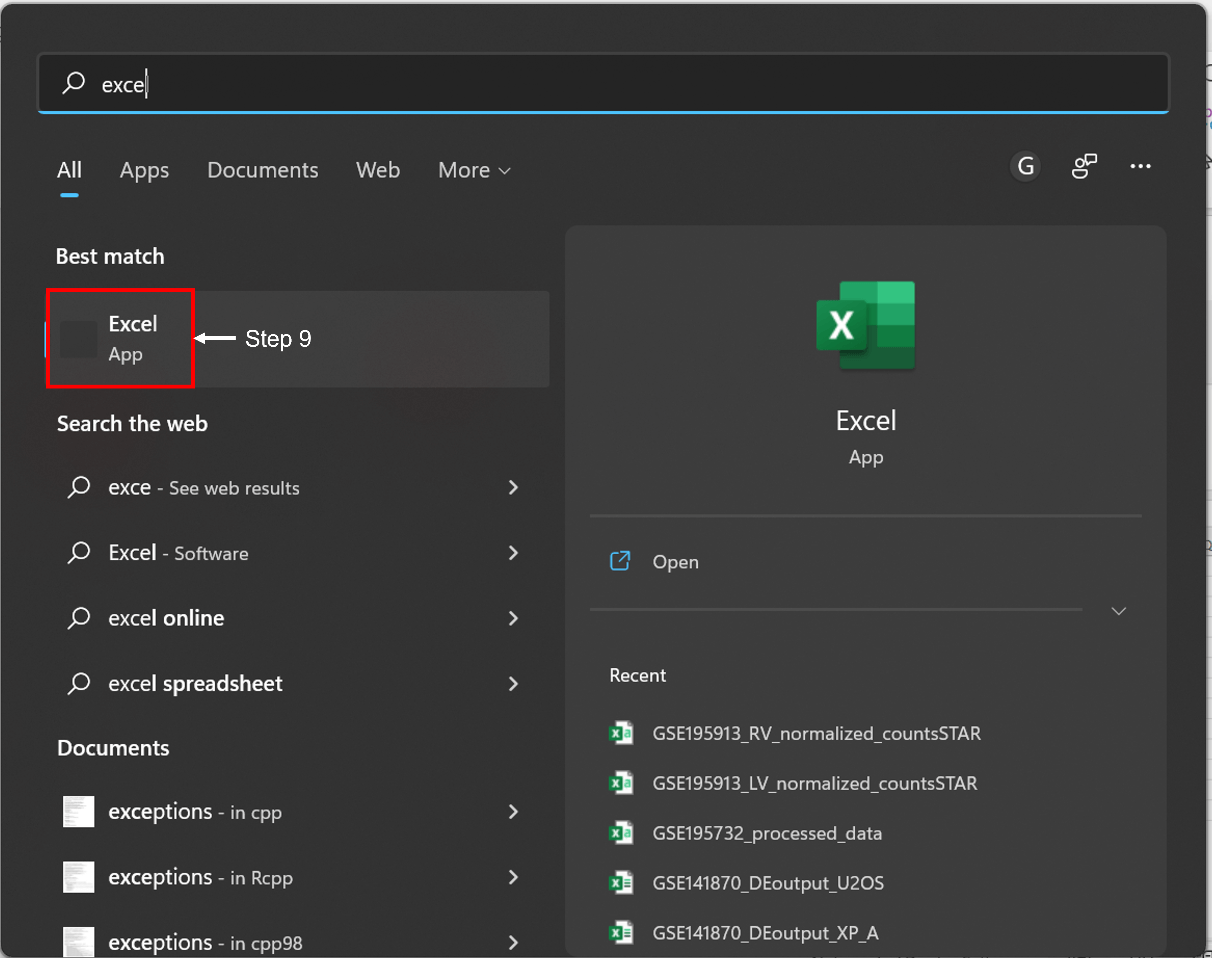 exce
All Apps Documents Web More
G
Best match
Excel
App
Step 9
Search the web
exce - See web results
Excel - Software
excel online
excel spreadsheet
Documents
exceptions - in cpp
exceptions - in Rcpp
exceptions - in cpp98
X
Excel
App
Open
Recent
GSE195913_RV_normalized_countsSTAR
GSE195913_LV_normalized_countsSTAR
GSE195732_processed_data
GSE141870_DEoutput_U2OS
GSE141870_DEoutput_XP_A